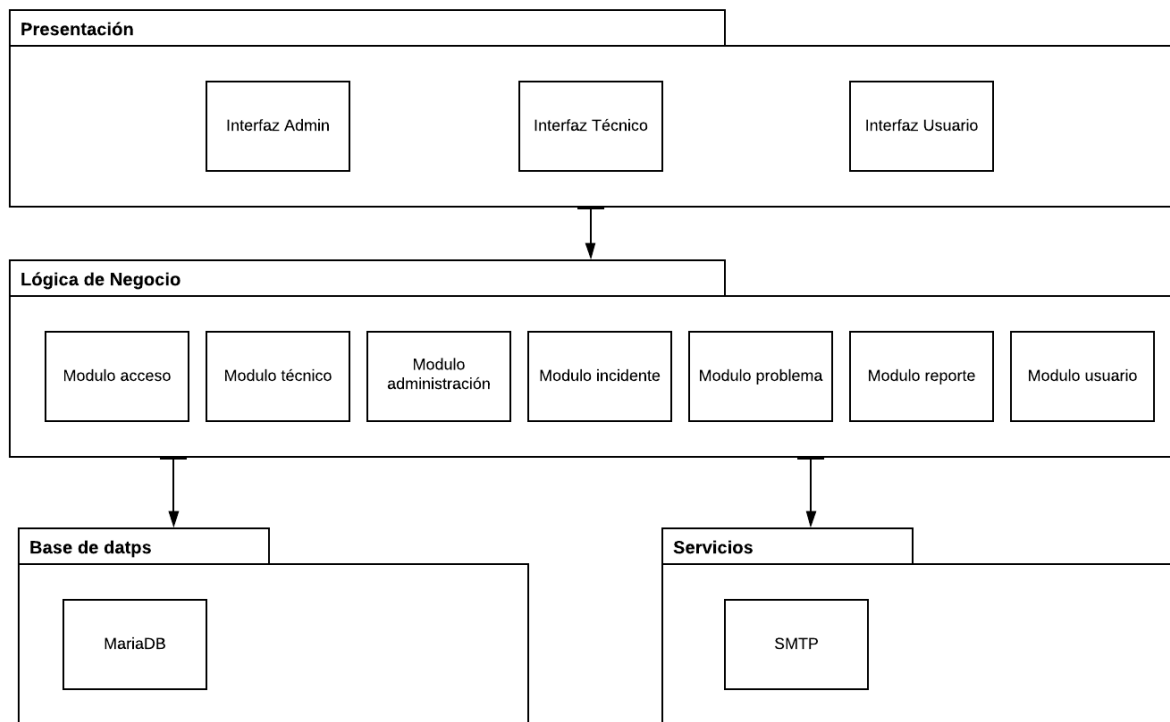 Presentación
Interfaz Admin
Interfaz Técnico
Interfaz Usuario
Lógica de Negocio
Modulo acceso
Modulo técnico
Modulo
administración
Modulo incidente
Modulo problema
Modulo reporte
Modulo usuario
Base de datps
Servicios
MariaDB
SMTP